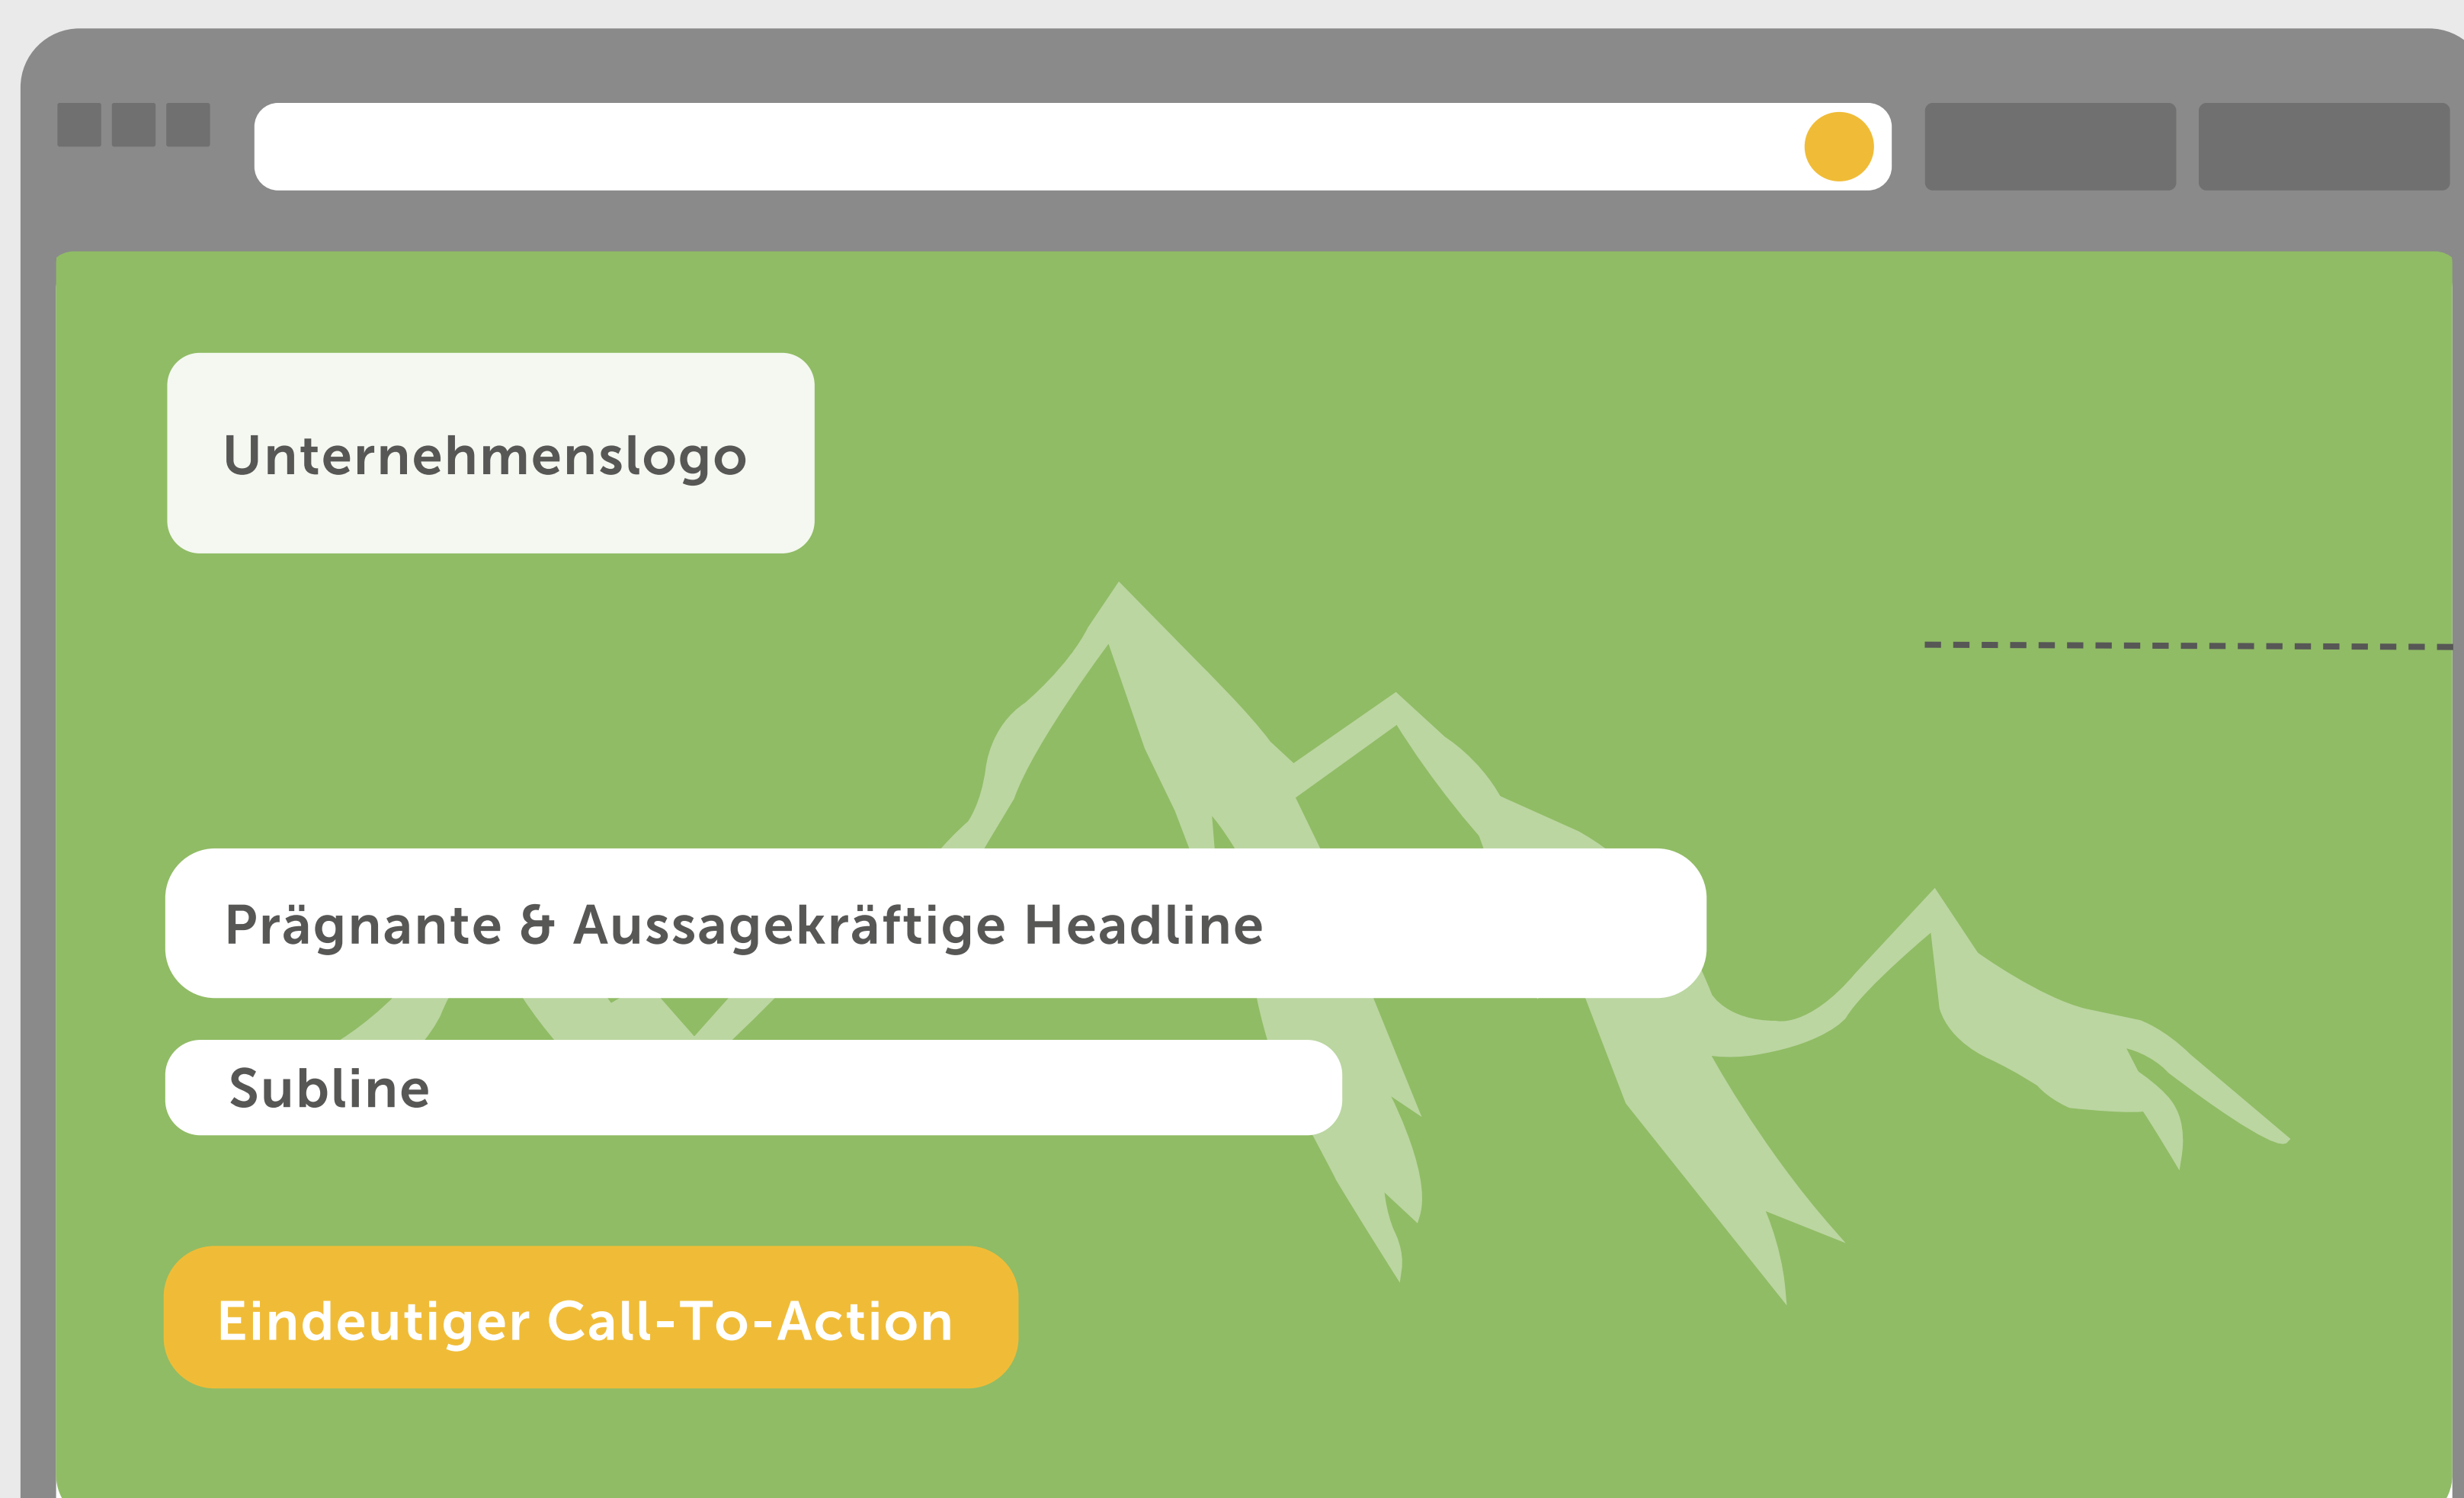 Unternehmenslogo
Prägnante & Aussagekräftige Headline
Subline
Eindeutiger Call-To-Action